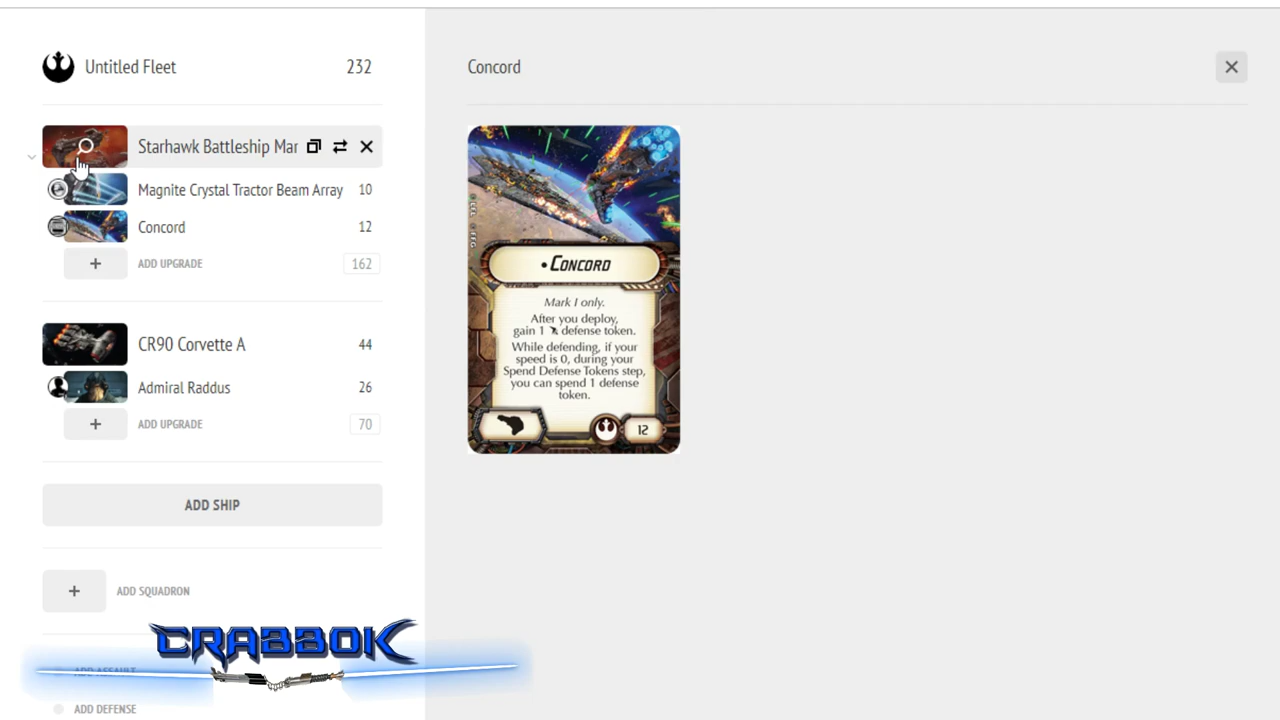 Untitled Fleet 232
Starhawk Battleship Mar
Magnite Crystal Tractor Beam Array 10
Concord 12
+ ADD UPGRADE 162
CR90 Corvette A 44
Admiral Raddus 26
+ ADD UPGRADE 70
ADD SHIP
+ ADD SQUADRON
CRABBOK
ADD ASSAULT
ADD DEFENSE
Concord
• CONCORD
Mark I only.
After you deploy,
gain 1 defense token.
While defending, if your
speed is 0, during your
Spend Defense Tokens step,
you can spend 1 defense
token.
12